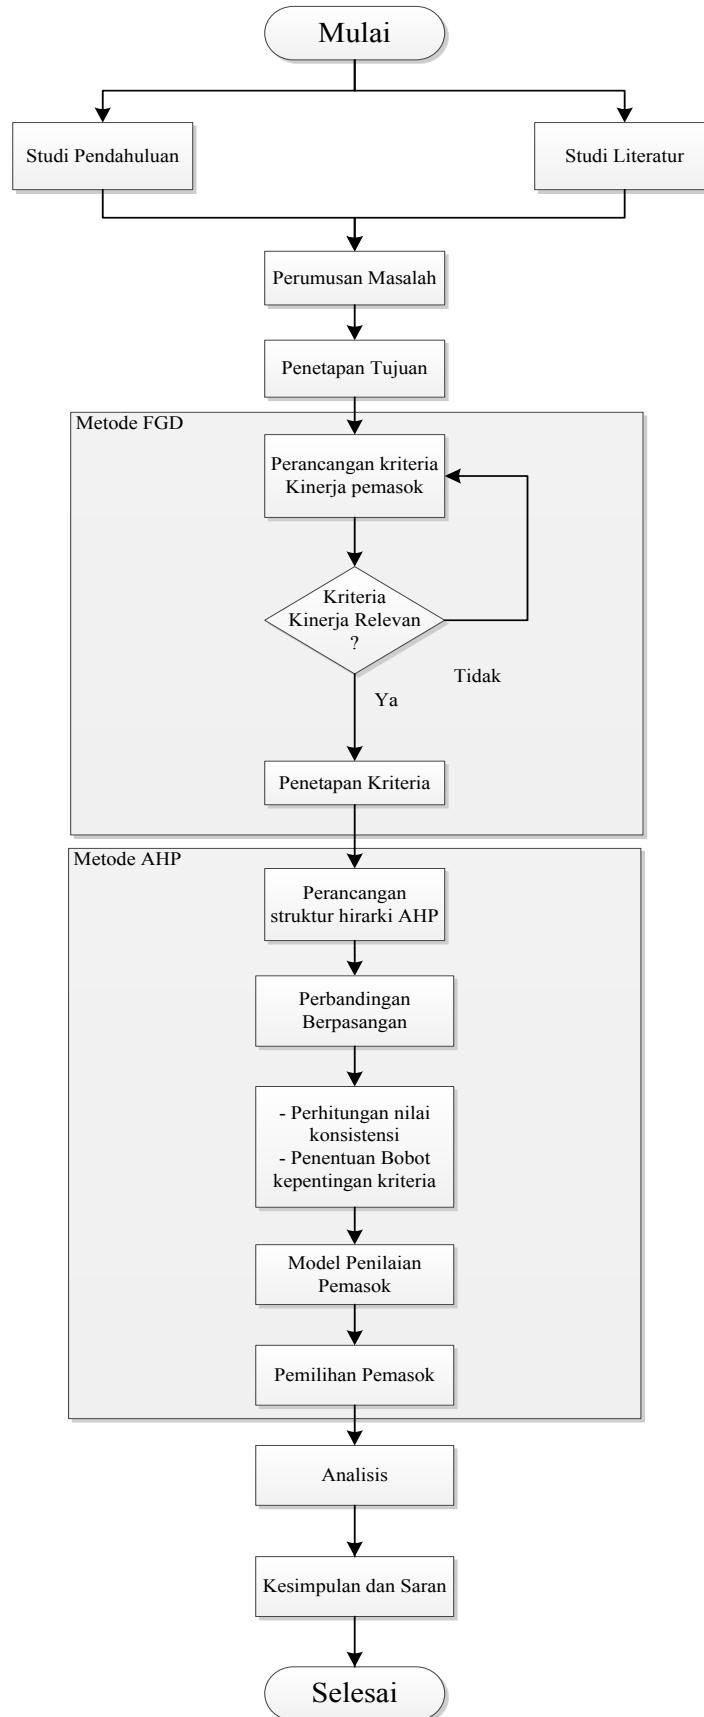 Mulai
Studi Pendahuluan
Studi Literatur
Perumusan Masalah
Penetapan Tujuan
Metode FGD
Perancangan kriteria
Kinerja pemasok
Kriteria
Kinerja Relevan
?
Tidak
Ya
Penetapan Kriteria
Metode AHP
Perancangan
struktur hirarki AHP
Perbandingan
Berpasangan
- Perhitungan nilai
konsistensi
- Penentuan Bobot
kepentingan kriteria
Model Penilaian
Pemasok
Pemilihan Pemasok
Analisis
Kesimpulan dan Saran
Selesai